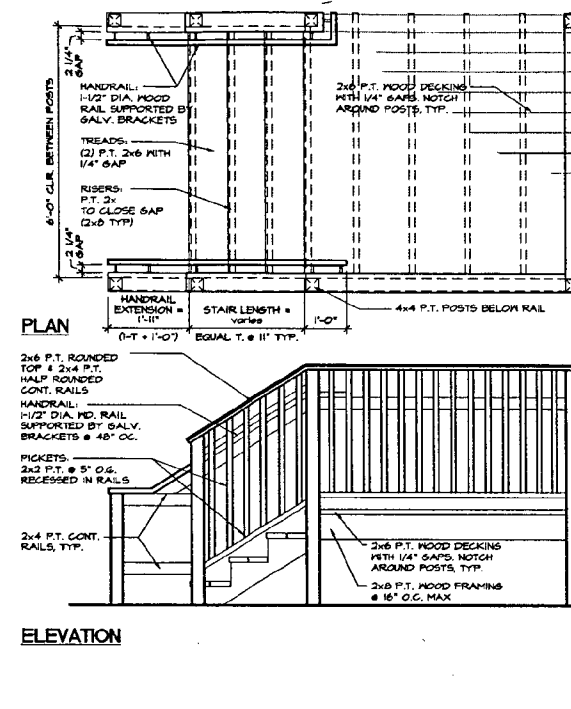 2 1/4"
GAP
6'-0" CLR. BETWEEN POSTS
2 1/4"
GAP
HANDRAIL:
1-1/2" DIA. WOOD
RAIL SUPPORTED BY
GALV. BRACKETS
TREADS:
(2) P.T. 2x6 WITH
1/4" GAP
RISERS:
P.T. 2x
TO CLOSE GAP
(2x8 TYP)
2x6 P.T. WOOD DECKING
WITH 1/4" GAPS. NOTCH
AROUND POSTS, TYP.
HANDRAIL
EXTENSION =
1'-11"
(1-T + 1'-0")
STAIR LENGTH =
varies
EQUAL T. @ 11" TYP.
1'-0"
4x4 P.T. POSTS BELOW RAIL
PLAN
2x6 P.T. ROUNDED
TOP & 2x4 P.T.
HALF ROUNDED
CONT. RAILS
HANDRAIL:
1-1/2" DIA. WD. RAIL
SUPPORTED BY GALV.
BRACKETS @ 48" OC.
PICKETS:
2x2 P.T. @ 5" O.C.
RECESSED IN RAILS
2x4 P.T. CONT.
RAILS, TYP.
2x6 P.T. WOOD DECKING
WITH 1/4" GAPS. NOTCH
AROUND POSTS, TYP.
2x8 P.T. WOOD FRAMING
@ 16" O.C. MAX
ELEVATION